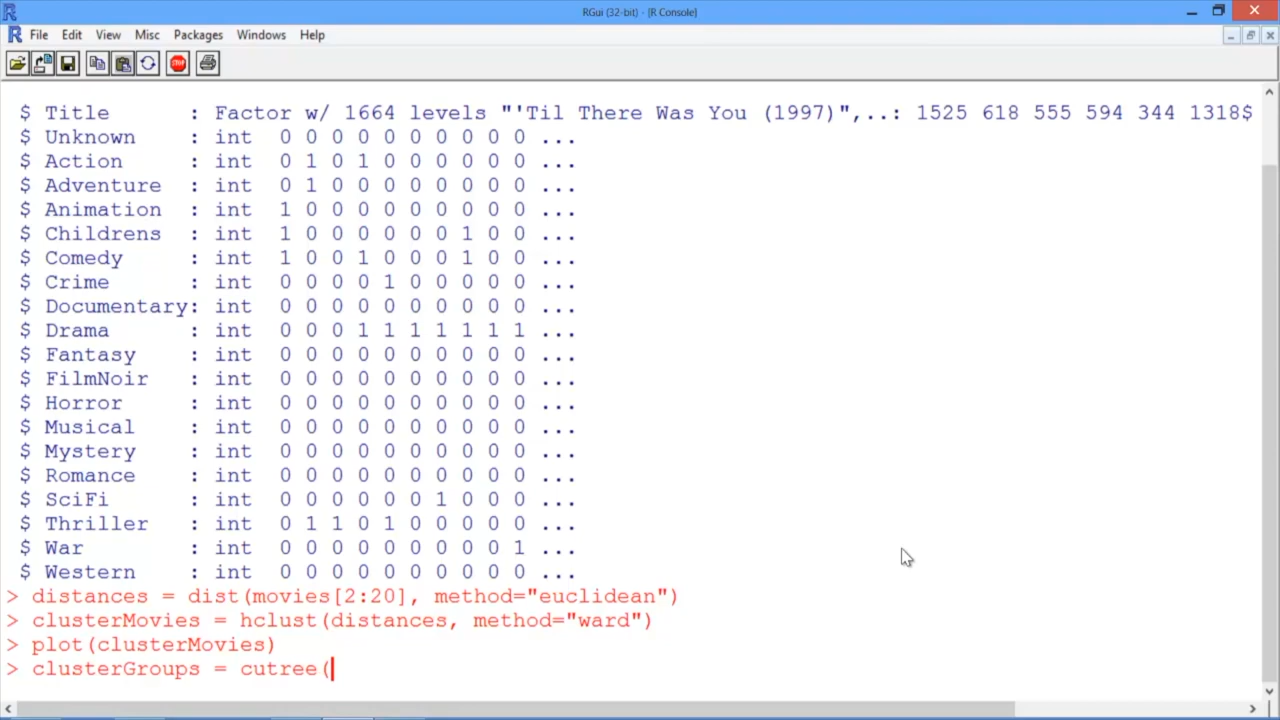 RGui (32-bit) - [R Console]
File Edit View Misc Packages Windows Help
STOP
$ Title : Factor w/ 1664 levels "'Til There Was You (1997)",..: 1525 618 555 594 344 1318$
$ Unknown : int 0 0 0 0 0 0 0 0 0 0 ...
$ Action : int 0 1 0 1 0 0 0 0 0 0 ...
$ Adventure : int 0 1 0 0 0 0 0 0 0 0 ...
$ Animation : int 1 0 0 0 0 0 0 0 0 0 ...
$ Childrens : int 1 0 0 0 0 0 0 1 0 0 ...
$ Comedy : int 1 0 0 1 0 0 0 1 0 0 ...
$ Crime : int 0 0 0 0 1 0 0 0 0 0 ...
$ Documentary: int 0 0 0 0 0 0 0 0 0 0 ...
$ Drama : int 0 0 0 1 1 1 1 1 1 1 ...
$ Fantasy : int 0 0 0 0 0 0 0 0 0 0 ...
$ FilmNoir : int 0 0 0 0 0 0 0 0 0 0 ...
$ Horror : int 0 0 0 0 0 0 0 0 0 0 ...
$ Musical : int 0 0 0 0 0 0 0 0 0 0 ...
$ Mystery : int 0 0 0 0 0 0 0 0 0 0 ...
$ Romance : int 0 0 0 0 0 0 0 0 0 0 ...
$ SciFi : int 0 0 0 0 0 0 1 0 0 0 ...
$ Thriller : int 0 1 1 0 1 0 0 0 0 0 ...
$ War : int 0 0 0 0 0 0 0 0 0 1 ...
$ Western : int 0 0 0 0 0 0 0 0 0 0 ...
> distances = dist(movies[2:20], method="euclidean")
> clusterMovies = hclust(distances, method="ward")
> plot(clusterMovies)
> clusterGroups = cutree(